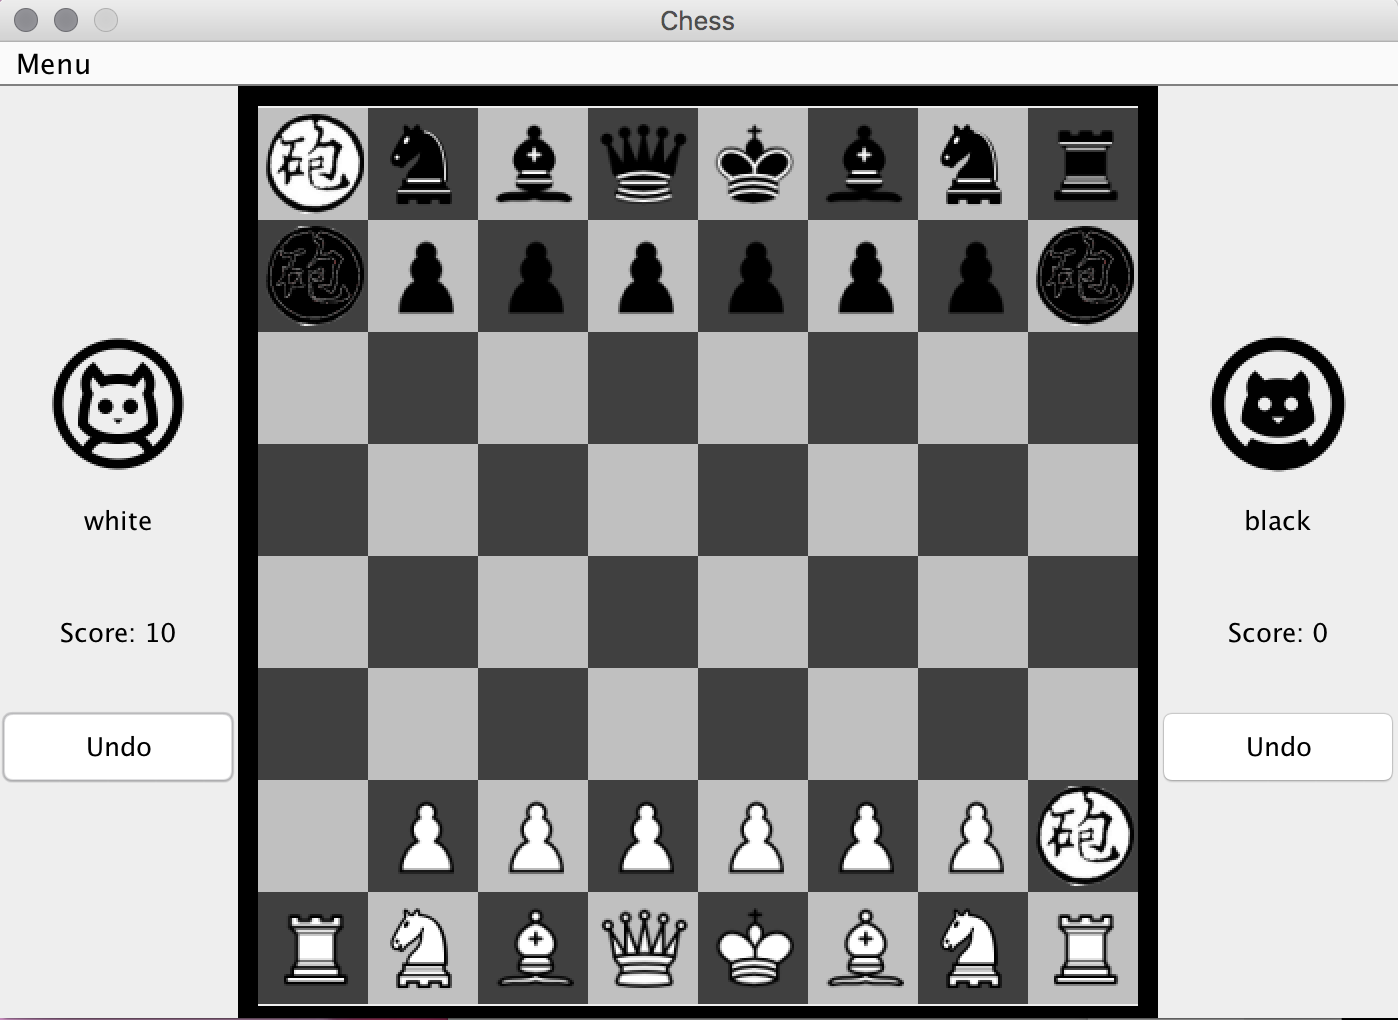 Chess
Menu
砲
砲 砲
white
black
Score: 10
Score: 0
Undo
Undo
砲